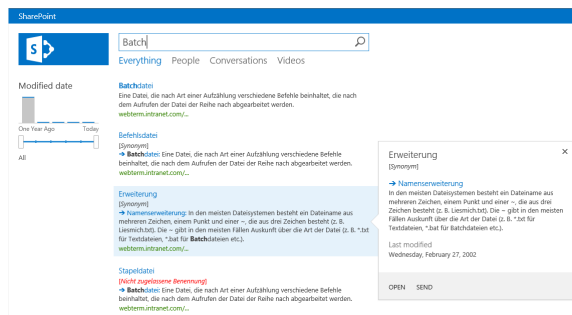 SharePoint
S
Batch
Everything People Conversations Videos
Modified date
One Year Ago Today
All
Batchdatei
Eine Datei, die nach Art einer Aufzählung verschiedene Befehle beinhaltet, die nach
dem Aufrufen der Datei der Reihe nach abgearbeitet werden.
webterm.intranet.com/...
Befehlsdatei
[Synonym]
→ Batchdatei: Eine Datei, die nach Art einer Aufzählung verschiedene Befehle
beinhaltet, die nach dem Aufrufen der Datei der Reihe nach abgearbeitet werden.
webterm.intranet.com/...
Erweiterung
[Synonym]
→ Namenserweiterung: In den meisten Dateisystemen besteht ein Dateiname aus
mehreren Zeichen, einem Punkt und einer ~, die aus drei Zeichen besteht (z. B.
Liesmich.txt). Die ~ gibt in den meisten Fällen Auskunft über die Art der Datei (z. B. *.txt
für Textdateien, *.bat für Batchdateien etc.).
webterm.intranet.com/...
Stapeldatei
[Nicht zugelassene Benennung]
→ Batchdatei: Eine Datei, die nach Art einer Aufzählung verschiedene Befehle
beinhaltet, die nach dem Aufrufen der Datei der Reihe nach abgearbeitet werden.
webterm.intranet.com/...
Erweiterung
[Synonym]
→ Namenserweiterung
In den meisten Dateisystemen besteht ein Dateiname aus
mehreren Zeichen, einem Punkt und einer ~, die aus drei
Zeichen besteht (z. B. Liesmich.txt). Die ~ gibt in den meisten
Fällen Auskunft über die Art der Datei (z. B. *.txt für
Textdateien, *.bat für Batchdateien etc.).
Last modified
Wednesday, February 27, 2002
OPEN SEND